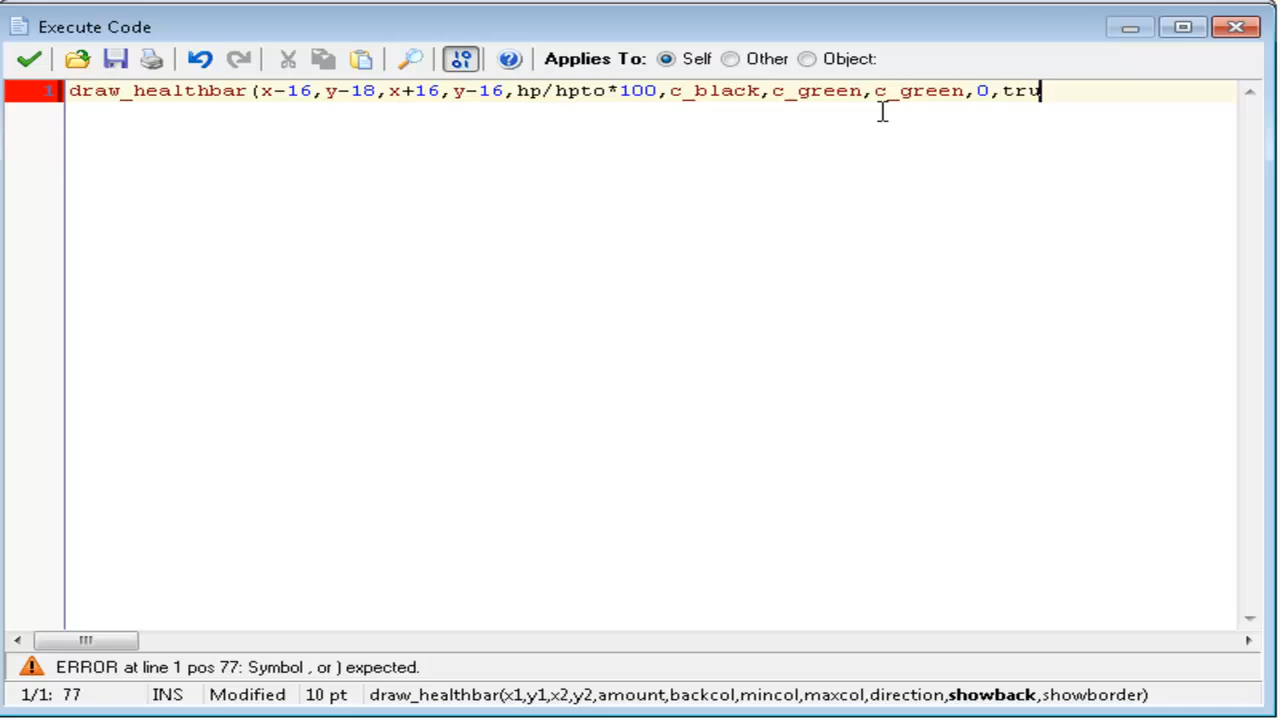 Execute Code
Applies To: Self Other Object:
1 draw_healthbar(x-16,y-18,x+16,y-16,hp/hpto*100,c_black,c_green,c_green,0,tru
ERROR at line 1 pos 77: Symbol , or ) expected.
1/1: 77 INS Modified 10 pt draw_healthbar(x1,y1,x2,y2,amount,backcol,mincol,maxcol,direction,showback,showborder)